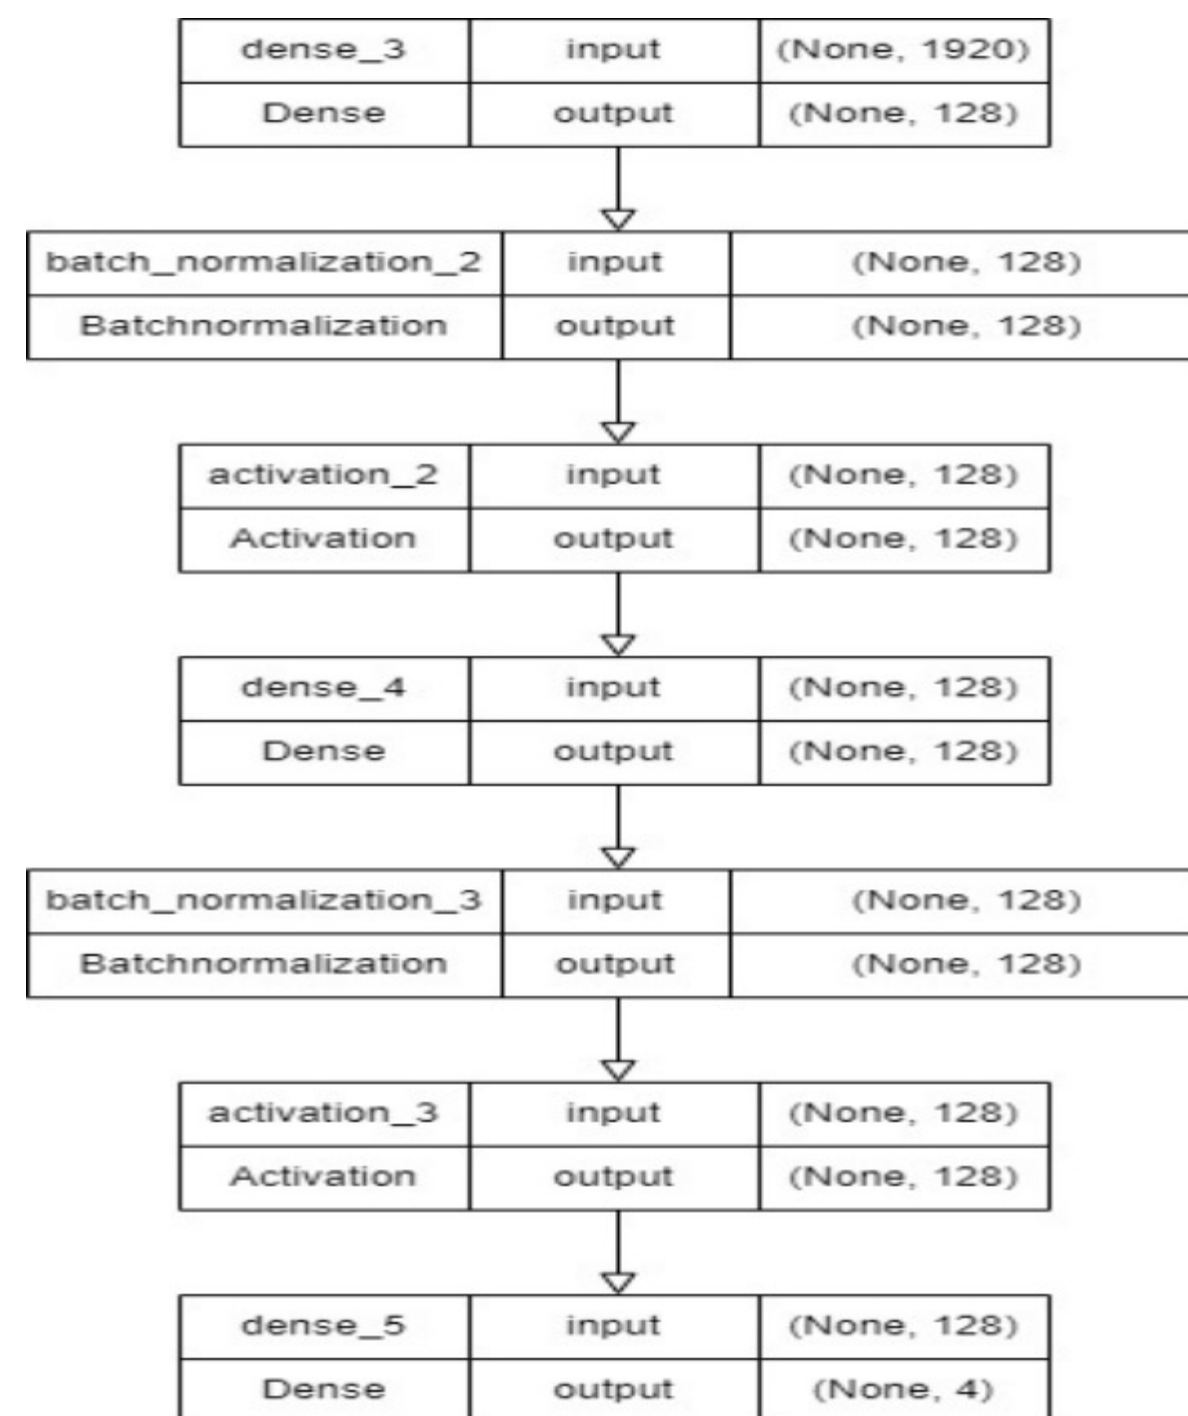 dense_3 input (None, 1920)
Dense output (None, 128)
batch_normalization_2 input (None, 128)
Batchnormalization output (None, 128)
activation_2 input (None, 128)
Activation output (None, 128)
dense_4 input (None, 128)
Dense output (None, 128)
batch_normalization_3 input (None, 128)
Batchnormalization output (None, 128)
activation_3 input (None, 128)
Activation output (None, 128)
dense_5 input (None, 128)
Dense output (None, 4)